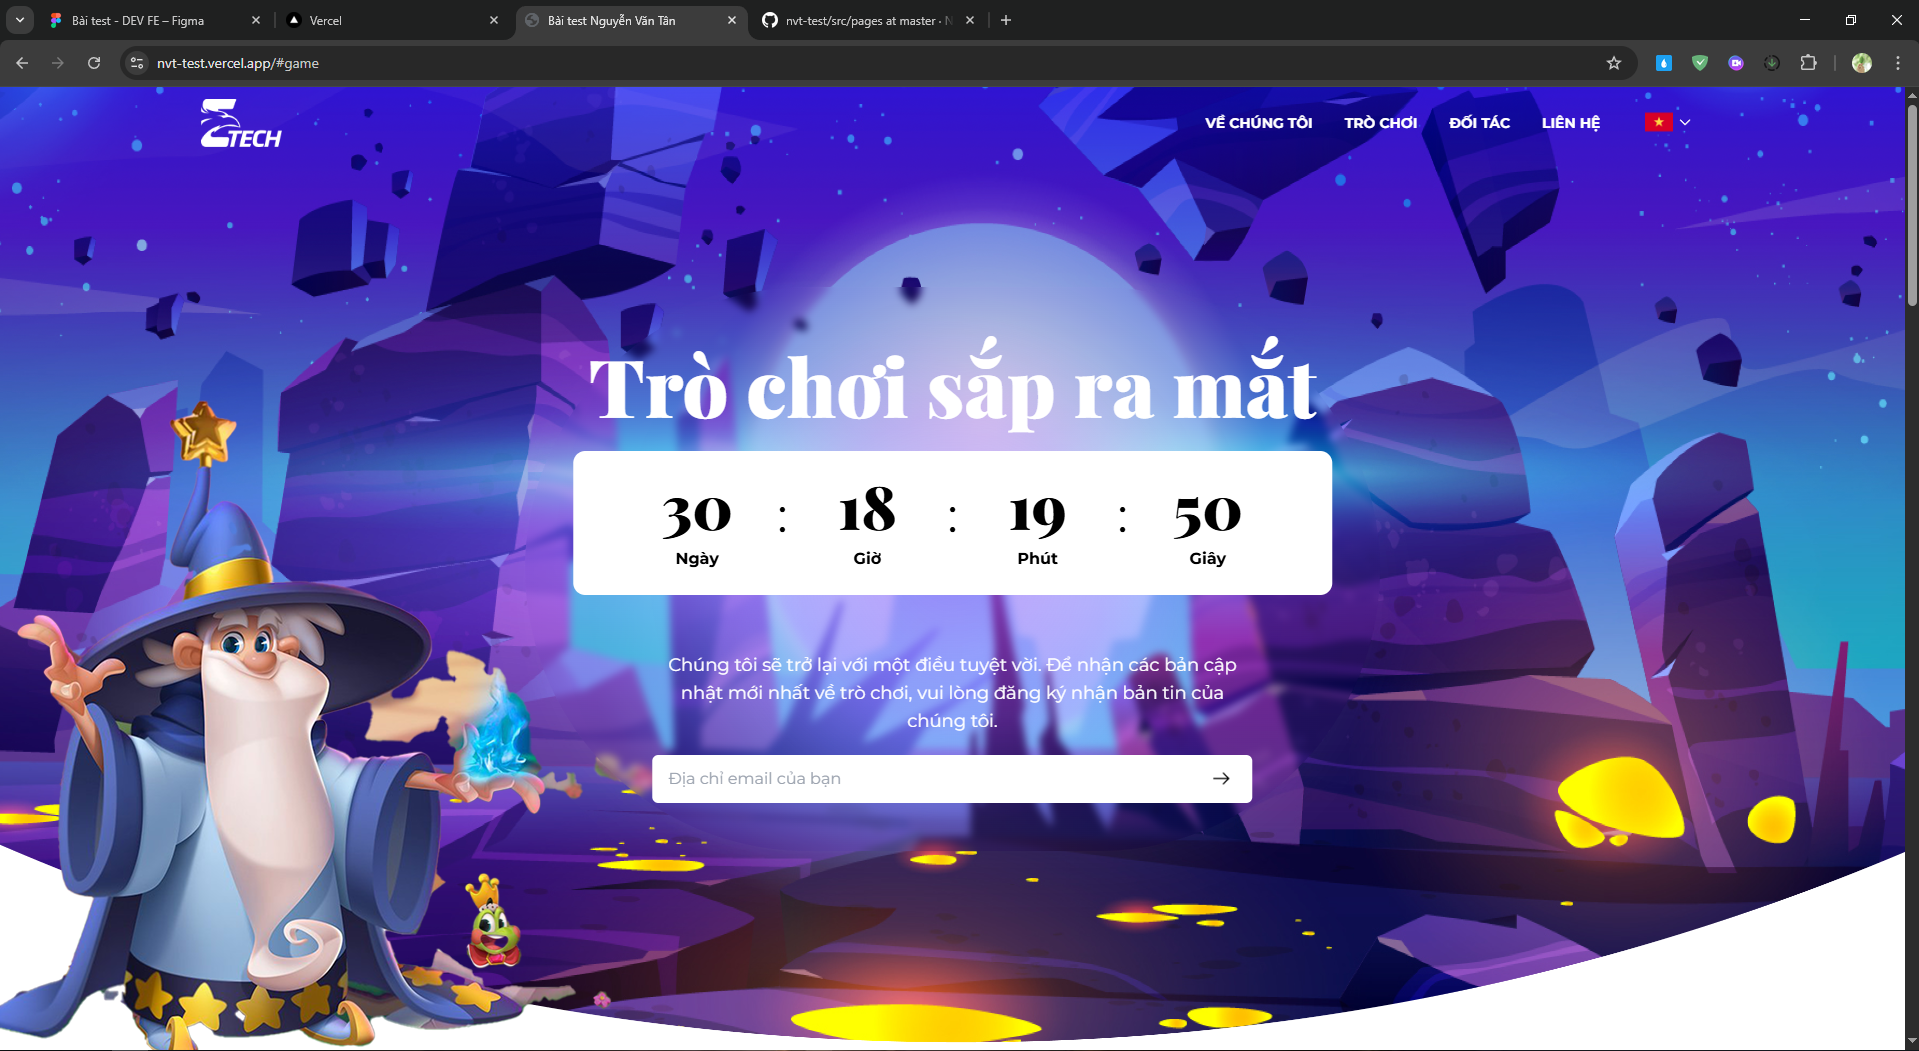 Bài test - DEV FE – Figma
Vercel
Bài test Nguyễn Văn Tân
nvt-test/src/pages at master · N
nvt-test.vercel.app/#game
TECH
VỀ CHÚNG TÔI
TRÒ CHƠI
ĐỐI TÁC
LIÊN HỆ
Trò chơi sắp ra mắt
30 : 18 : 19 : 50
Ngày Giờ Phút Giây
Chúng tôi sẽ trở lại với một điều tuyệt vời. Để nhận các bản cập
nhật mới nhất về trò chơi, vui lòng đăng ký nhận bản tin của
chúng tôi.
Địa chỉ email của bạn